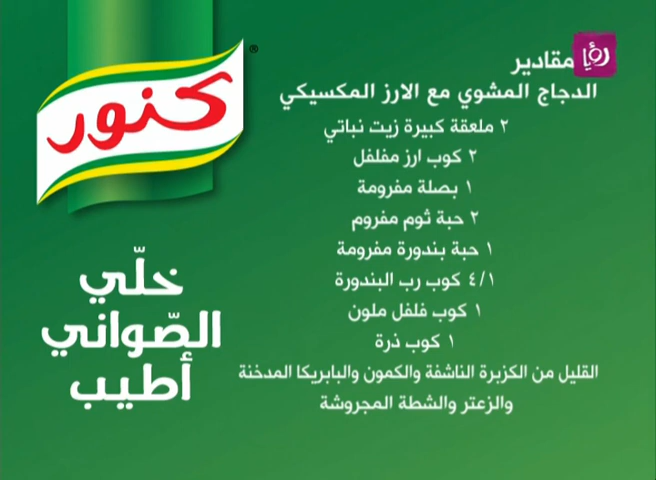 رؤيا
مقادير
الدجاج المشوي مع الارز المكسيكي
٢ ملعقة كبيرة زيت نباتي
٢ كوب ارز مفلفل
١ بصلة مفرومة
٢ حبة ثوم مفروم
١ حبة بندورة مفرومة
٤/١ كوب رب البندورة
١ كوب فلفل ملون
١ كوب ذرة
القليل من الكزبرة الناشفة والكمون والبابريكا المدخنة
والزعتر والشطة المجروشة
كنور®
خلّي
الصّواني
أطيب